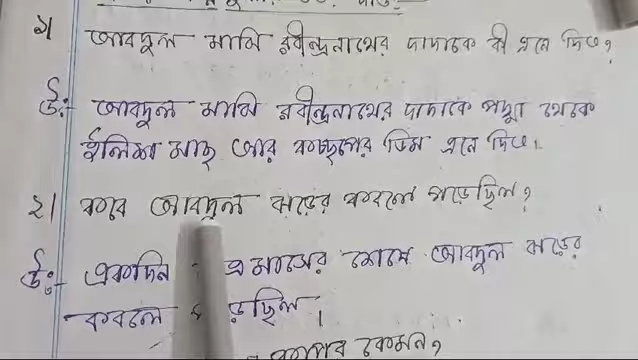 ১। আবদুল মাঝি রবীন্দ্রনাথের দাদাকে কী এনে দিত?
উঃ- আবদুল মাঝি রবীন্দ্রনাথের দাদাকে পদ্মা থেকে
ইলিশ মাছ আর কচ্ছপের ডিম এনে দিত।
২। কবে আবদুল ঝড়ের কবলে পড়েছিল?
উঃ- একদিন মাসের শেষে আবদুল ঝড়ের
কবলে পড়েছিল।
কেমন?